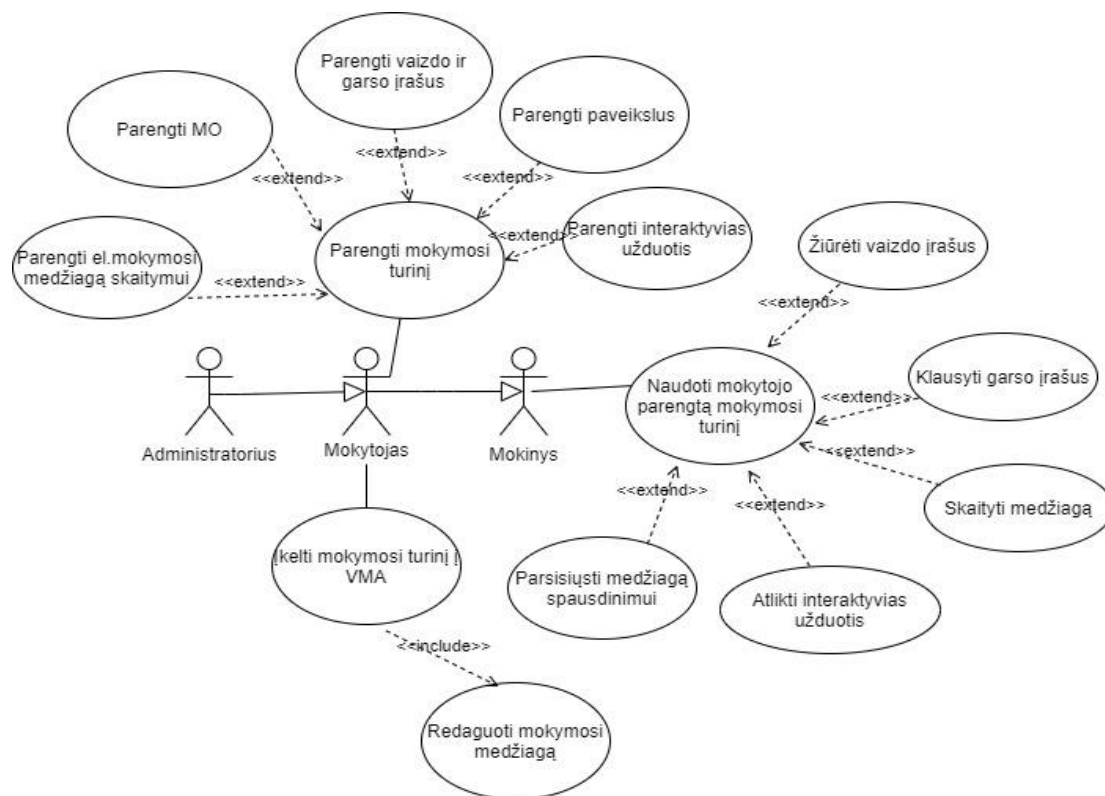 Parengti vaizdo ir
garso įrašus
Parengti MO
Parengti paveikslus
<<extend>>
<<extend>>
<<extend>>
Parengti el.mokymosi
medžiagą skaitymui
<<extend>>
Parengti mokymosi
turinį
<<extend>>
Parengti interaktyvias
užduotis
Žiūrėti vaizdo įrašus
<<extend>>
Administratorius
Mokytojas
Mokinys
Naudoti mokytojo
parengtą mokymosi
turinį
Klausyti garso įrašus
<<extend>>
<<extend>>
Skaityti medžiagą
<<extend>>
<<extend>>
Įkelti mokymosi turinį į
VMA
Parsisiųsti medžiagą
spausdinimui
Atlikti interaktyvias
užduotis
<<include>>
Redaguoti mokymosi
medžiagą